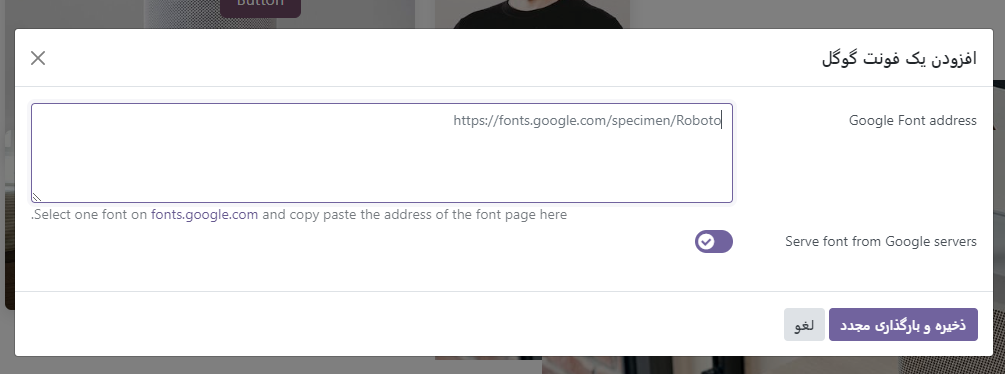 Button
افزودن یک فونت گوگل
Google Font address
https://fonts.google.com/specimen/Roboto
.Select one font on fonts.google.com and copy paste the address of the font page here
Serve font from Google servers
ذخیره و بارگذاری مجدد
لغو